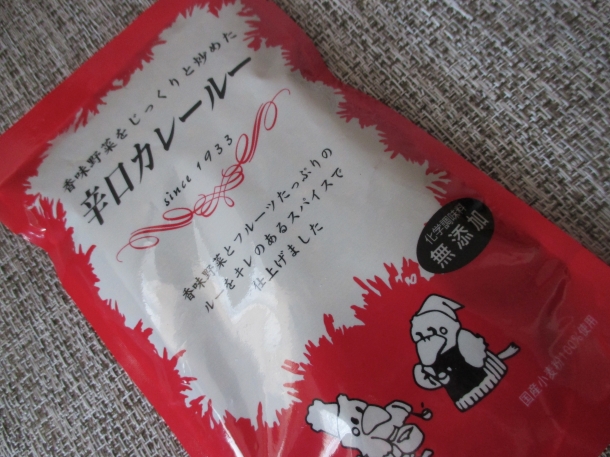 香味野菜をじっくりと炒めた
辛口カレールー
since 1933
香味野菜とフルーツたっぷりの
ルーをキレのあるスパイスで
仕上げました
化学調味料
無添加
国産小麦粉100%使用